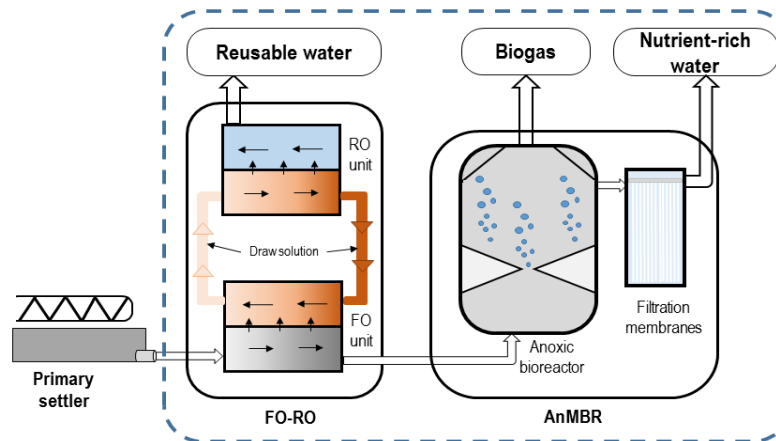 Reusable water
Biogas
Nutrient-rich
water
RO
unit
Draw solution
FO
unit
Filtration
membranes
Anoxic
bioreactor
Primary
settler
FO-RO
AnMBR